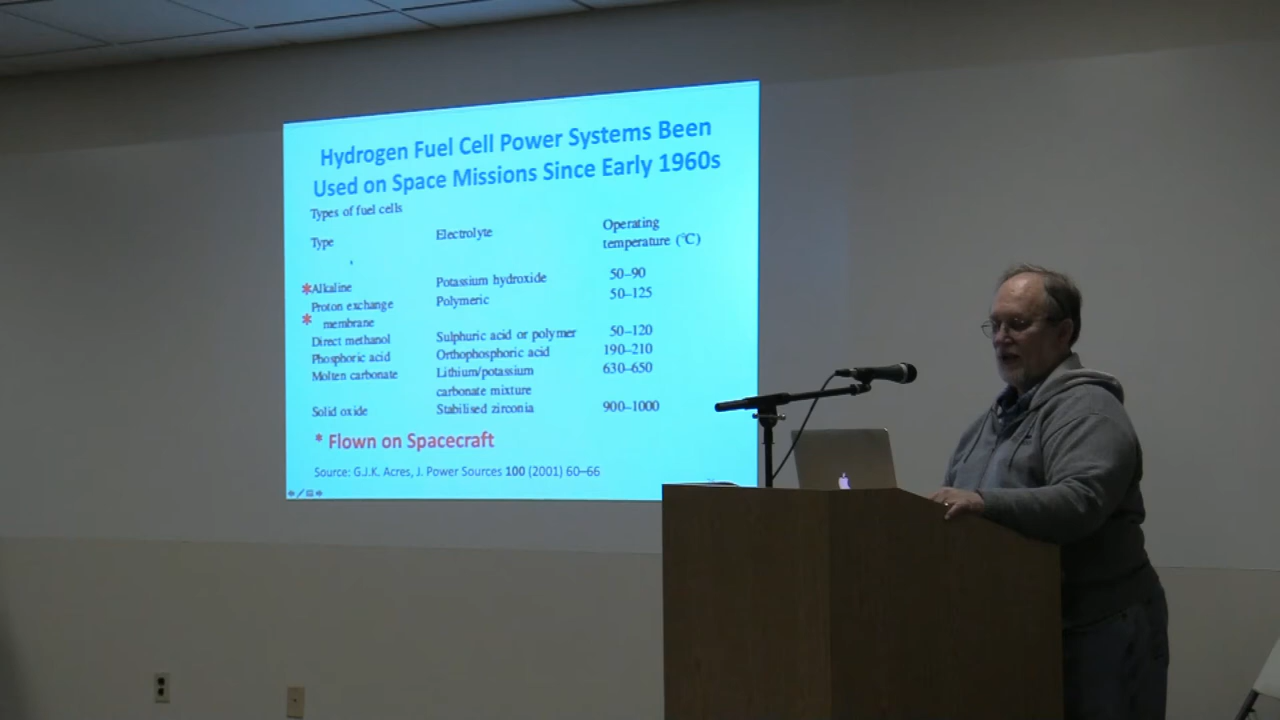 Hydrogen Fuel Cell Power Systems Been
Used on Space Missions Since Early 1960s
Types of fuel cells
Type Electrolyte Operating
temperature (°C)
*Alkaline Potassium hydroxide 50–90
Proton exchange Polymeric 50–125
* membrane
Direct methanol Sulphuric acid or polymer 50–120
Phosphoric acid Orthophosphoric acid 190–210
Molten carbonate Lithium/potassium 630–650
carbonate mixture
Solid oxide Stabilised zirconia 900–1000
* Flown on Spacecraft
Source: G.J.K. Acres, J. Power Sources 100 (2001) 60–66